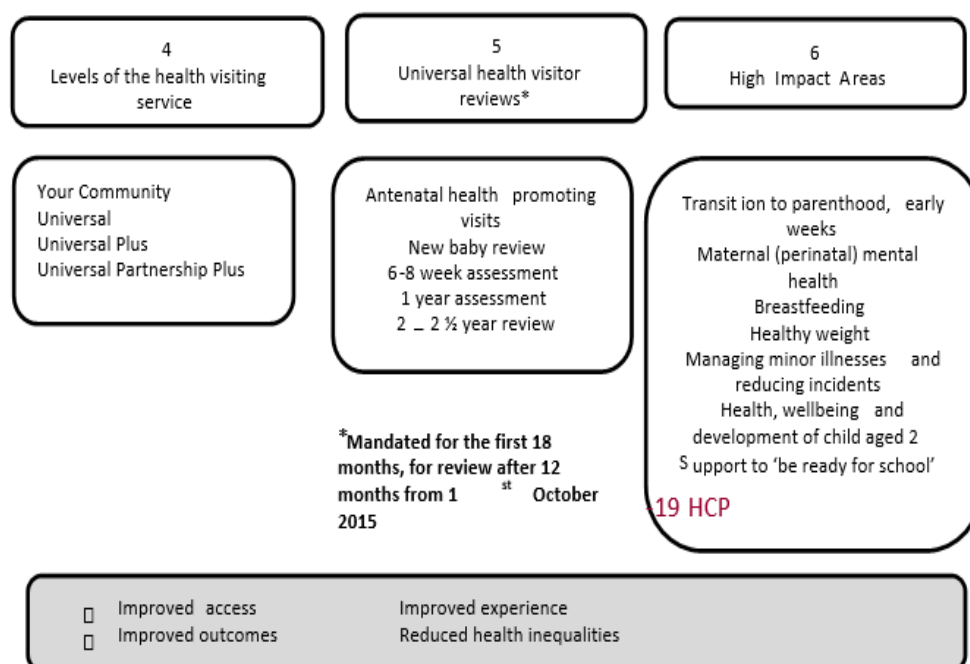 4
Levels of the health visiting
service
5
Universal health visitor
reviews*
6
High Impact Areas
Your Community
Universal
Universal Plus
Universal Partnership Plus
Antenatal health promoting
visits
New baby review
6-8 week assessment
1 year assessment
2 – 2 ½ year review
*Mandated for the first 18
months, for review after 12
months from 1 st October
2015
Transit ion to parenthood, early
weeks
Maternal (perinatal) mental
health
Breastfeeding
Healthy weight
Managing minor illnesses and
reducing incidents
Health, wellbeing and
development of child aged 2
S upport to ‘be ready for school’
-19 HCP
Improved access Improved experience
Improved outcomes Reduced health inequalities